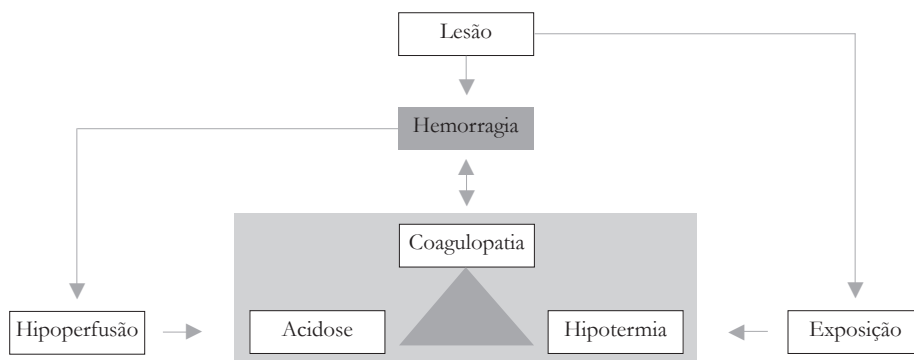 Lesão
Hemorragia
Coagulopatia
Hipoperfusão
Acidose
Hipotermia
Exposição